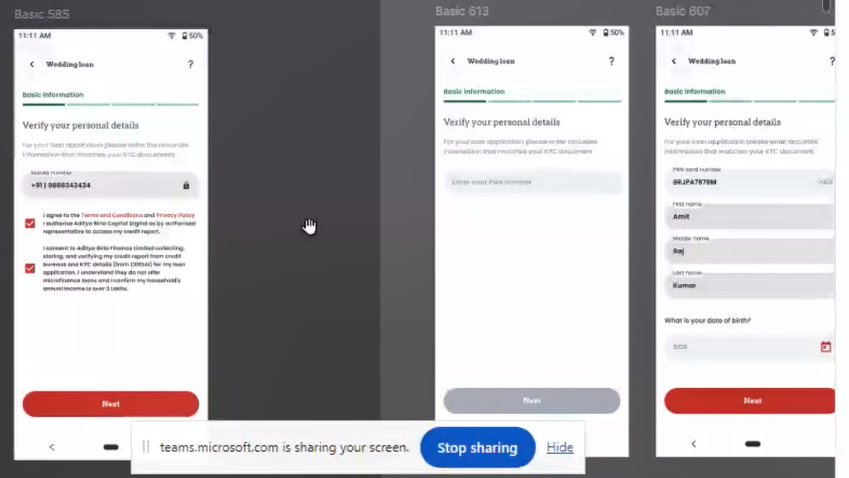 Basic 585
11:11 AM
50%
Wedding loan
?
Basic information
Verify your personal details
For your loan application please enter accurate
information that matches your KYC documents.
Mobile number
+91 | 9888343434
I agree to the Terms and Conditions and Privacy Policy
I authorise Aditya Birla Capital Digital as by authorised
representative to access my credit report.
I consent to Aditya Birla Finance Limited collecting,
storing, and verifying my credit report from credit
bureaus and KYC details (from CERSAI) for my loan
application. I understand they do not offer
microfinance loans and I confirm my household's
annual income is over 3 Lakhs.
Next
Basic 613
11:11 AM
50%
Wedding loan
?
Basic information
Verify your personal details
For your loan application please enter accurate
information that matches your KYC document.
Enter your PAN number
Next
Basic 607
11:11 AM
Wedding loan
?
Basic information
Verify your personal details
For your loan application please enter accurate
information that matches your KYC document.
PAN card number
BRJPA7878M
PAN
First name
Amit
Middle name
Raj
Last name
Kumar
What is your date of birth?
DOB
Next
teams.microsoft.com is sharing your screen.
Stop sharing
Hide